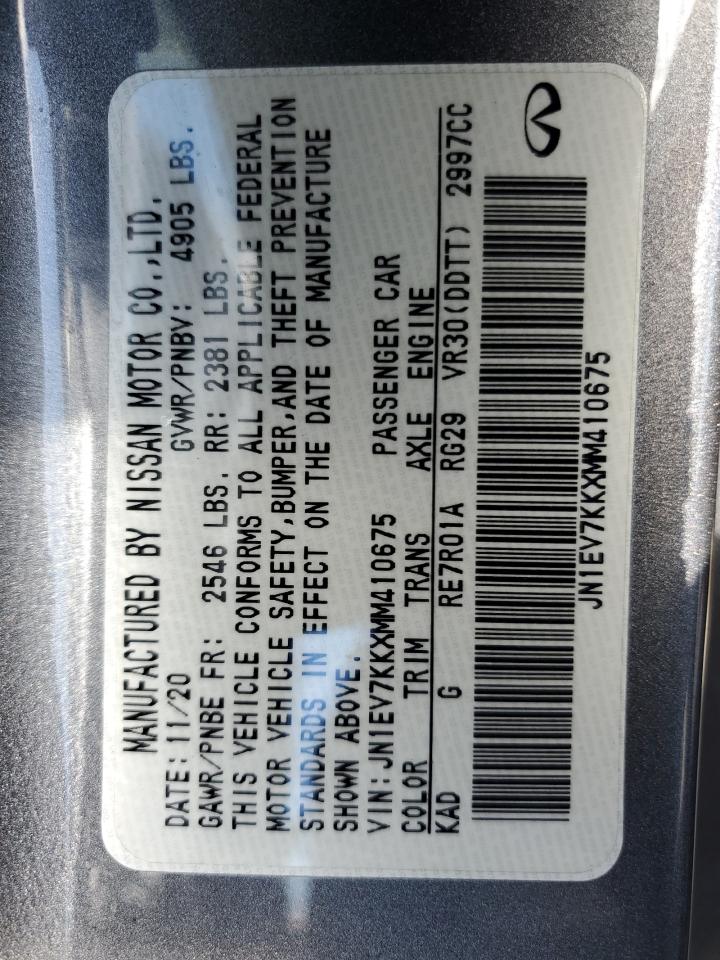 MANUFACTURED BY NISSAN MOTOR CO.,LTD.
DATE: 11/20 GVWR/PNBV: 4905 LBS.
GAWR/PNBE FR: 2546 LBS. RR: 2381 LBS.
THIS VEHICLE CONFORMS TO ALL APPLICABLE FEDERAL
MOTOR VEHICLE SAFETY,BUMPER,AND THEFT PREVENTION
STANDARDS IN EFFECT ON THE DATE OF MANUFACTURE
SHOWN ABOVE.
VIN:JN1EV7KKXMM410675 PASSENGER CAR
COLOR TRIM TRANS AXLE ENGINE
KAD G RE7R01A RG29 VR30(DDTT) 2997CC
JN1EV7KKXMM410675